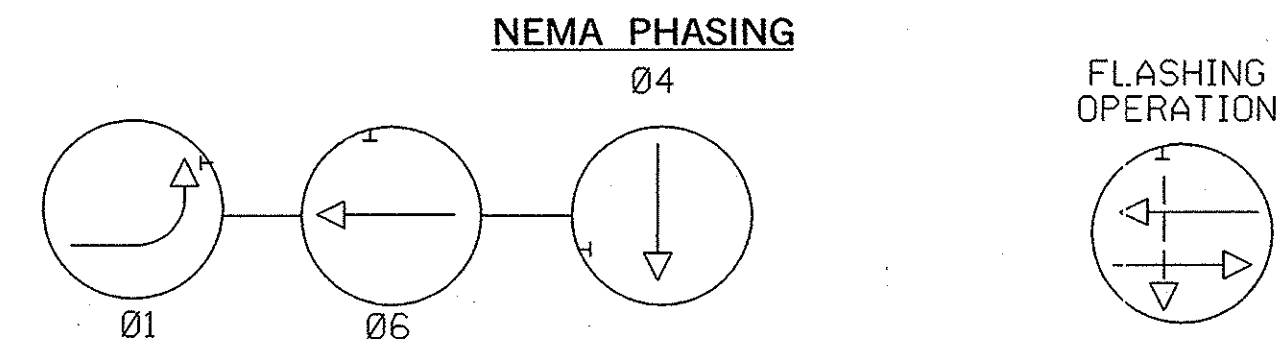 NEMA PHASING
Ø4
FLASHING
OPERATION
Ø1
Ø6